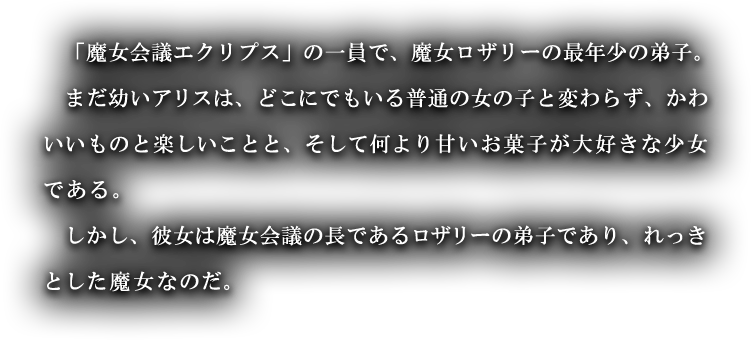 「魔女会議エクリプス」の一員で、魔女ロザリーの最年少の弟子。
まだ幼いアリスは、どこにでもいる普通の女の子と変わらず、かわ
いいものと楽しいことと、そして何より甘いお菓子が大好きな少女
である。
しかし、彼女は魔女会議の長であるロザリーの弟子であり、れっき
とした魔女なのだ。